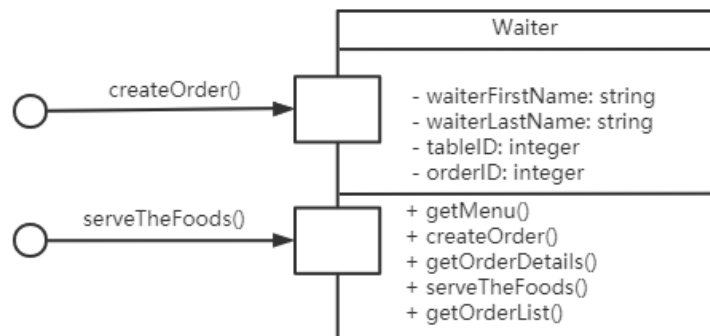 Waiter
createOrder()
- waiterFirstName: string
- waiterLastName: string
- tableID: integer
- orderID: integer
serveTheFoods()
+ getMenu()
+ createOrder()
+ getOrderDetails()
+ serveTheFoods()
+ getOrderList()